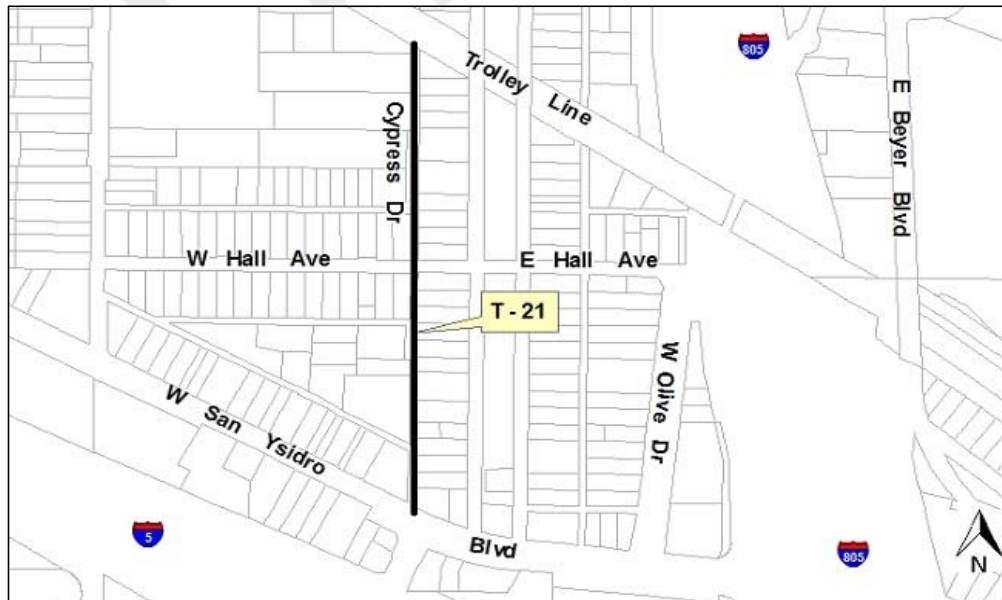 805
Trolley Line
Cypress Dr
E Beyer Blvd
W Hall Ave
E Hall Ave
T - 21
W Olive Dr
W San Ysidro
Blvd
5
805
N